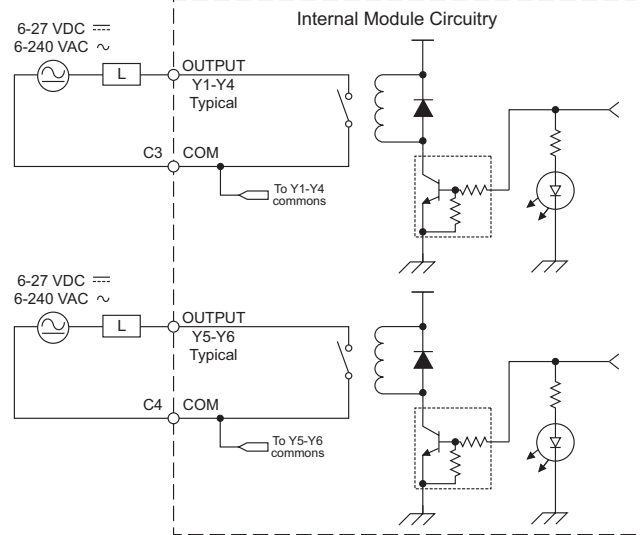 Internal Module Circuitry
6-27 VDC ⎓
6-240 VAC ∿
L
OUTPUT
Y1-Y4
Typical
C3
COM
To Y1-Y4
commons
6-27 VDC ⎓
6-240 VAC ∿
L
OUTPUT
Y5-Y6
Typical
C4
COM
To Y5-Y6
commons